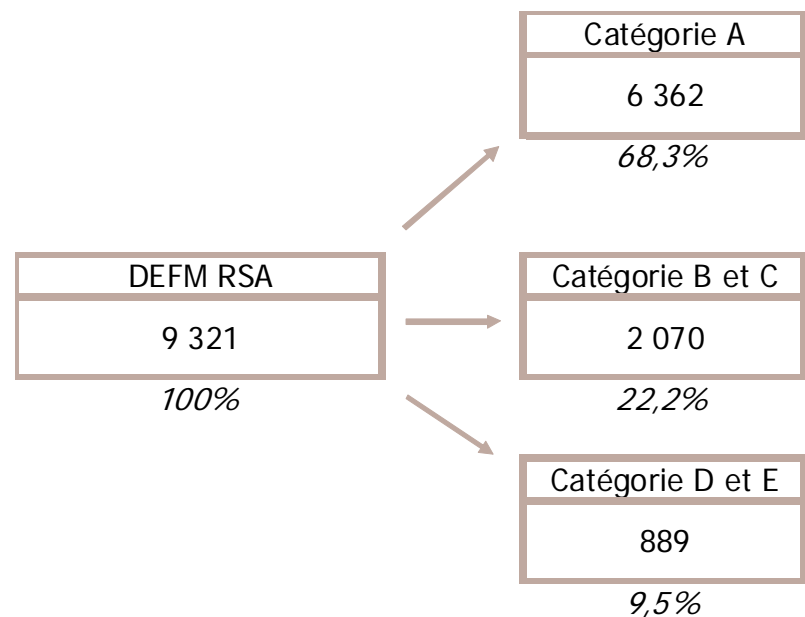 Catégorie A
6 362
68,3%
DEFM RSA
9 321
100%
Catégorie B et C
2 070
22,2%
Catégorie D et E
889
9,5%